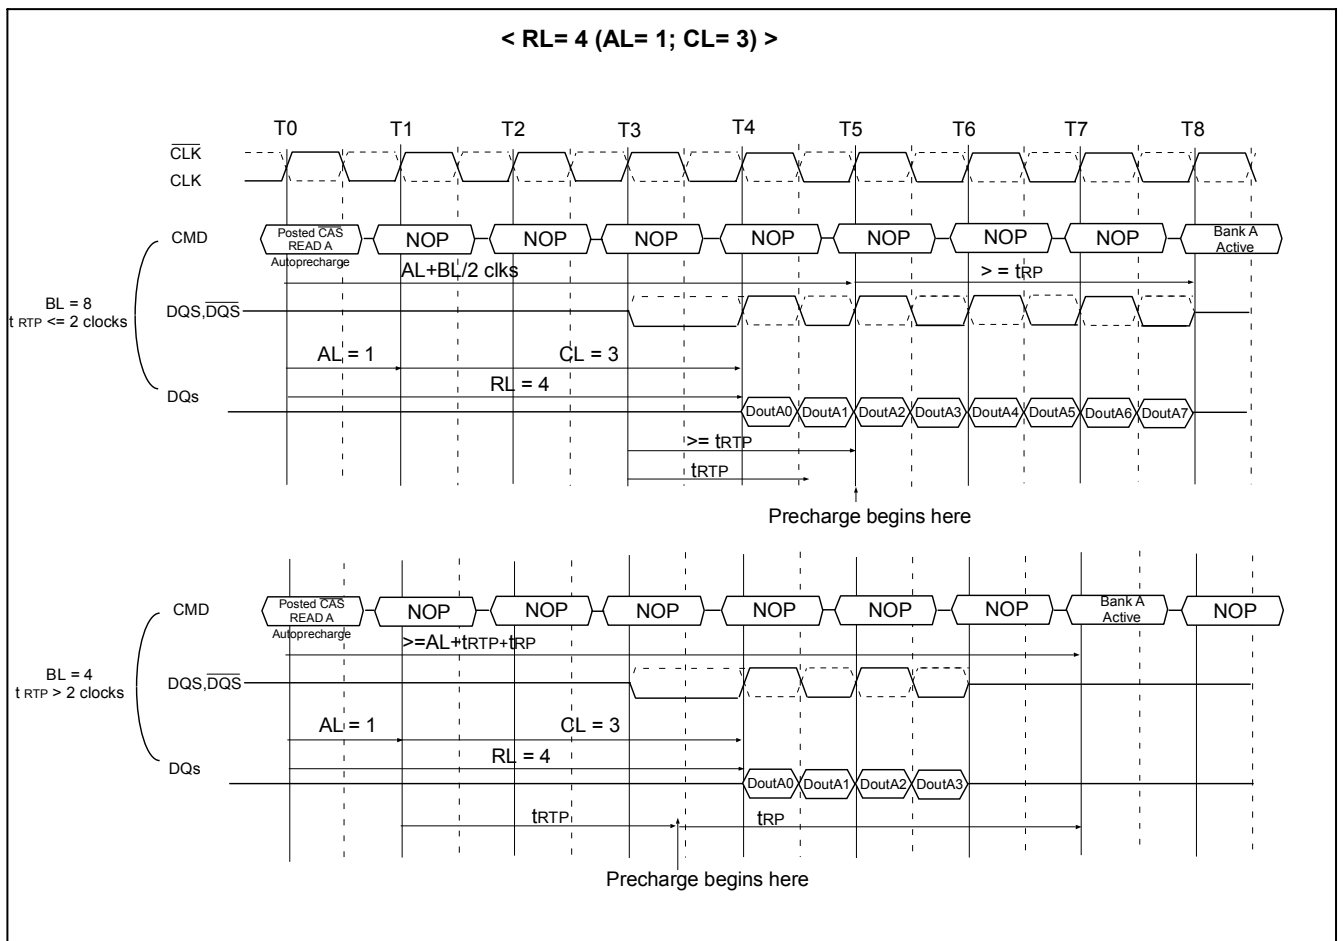 < RL= 4 (AL= 1; CL= 3) >
T0 T1 T2 T3 T4 T5 T6 T7 T8
CLK
CLK
CMD
Posted CAS
READ A
Autoprecharge
NOP NOP NOP NOP NOP NOP NOP
Bank A
Active
AL+BL/2 clks
> = tRP
BL = 8
t RTP <= 2 clocks
DQS,DQS
AL = 1
CL = 3
RL = 4
DQs
DoutA0 DoutA1 DoutA2 DoutA3 DoutA4 DoutA5 DoutA6 DoutA7
>= tRTP
tRTP
Precharge begins here
CMD
Posted CAS
READ A
Autoprecharge
NOP NOP NOP NOP NOP NOP
Bank A
Active
NOP
>=AL+tRTP+tRP
BL = 4
t RTP > 2 clocks
DQS,DQS
AL = 1
CL = 3
RL = 4
DQs
DoutA0 DoutA1 DoutA2 DoutA3
tRTP
tRP
Precharge begins here